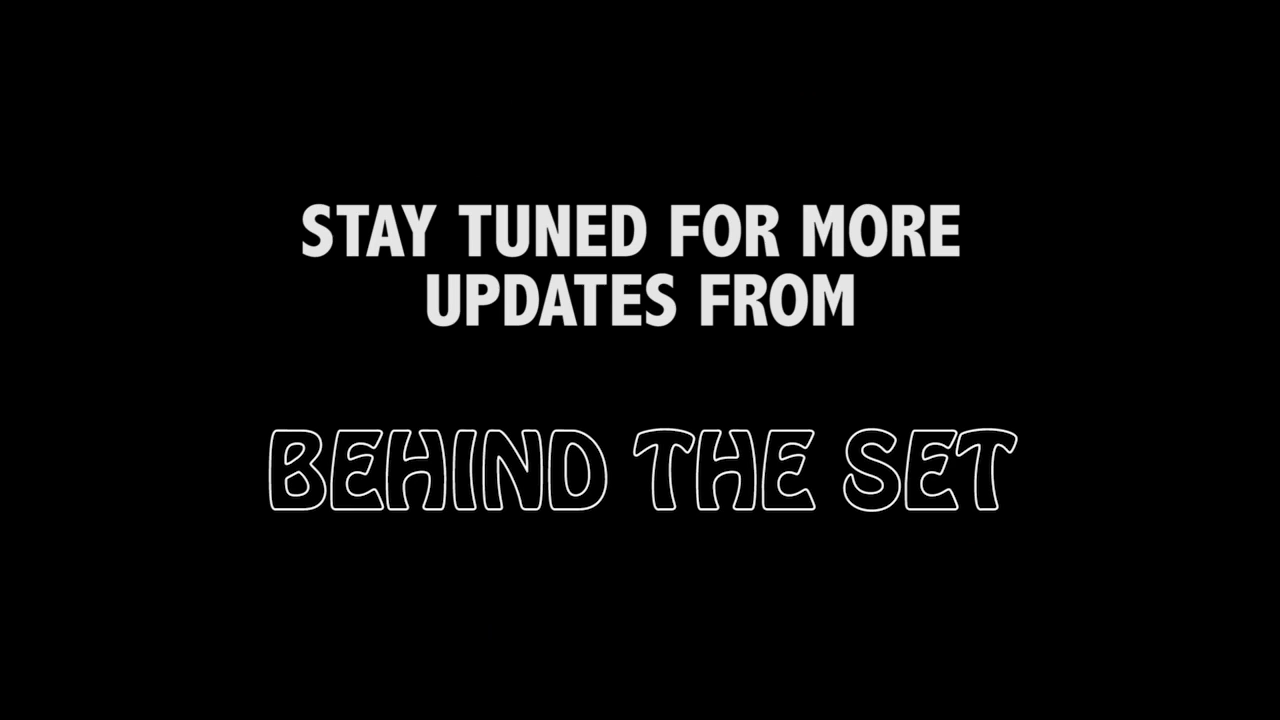 STAY TUNED FOR MORE
UPDATES FROM
BEHIND THE SET